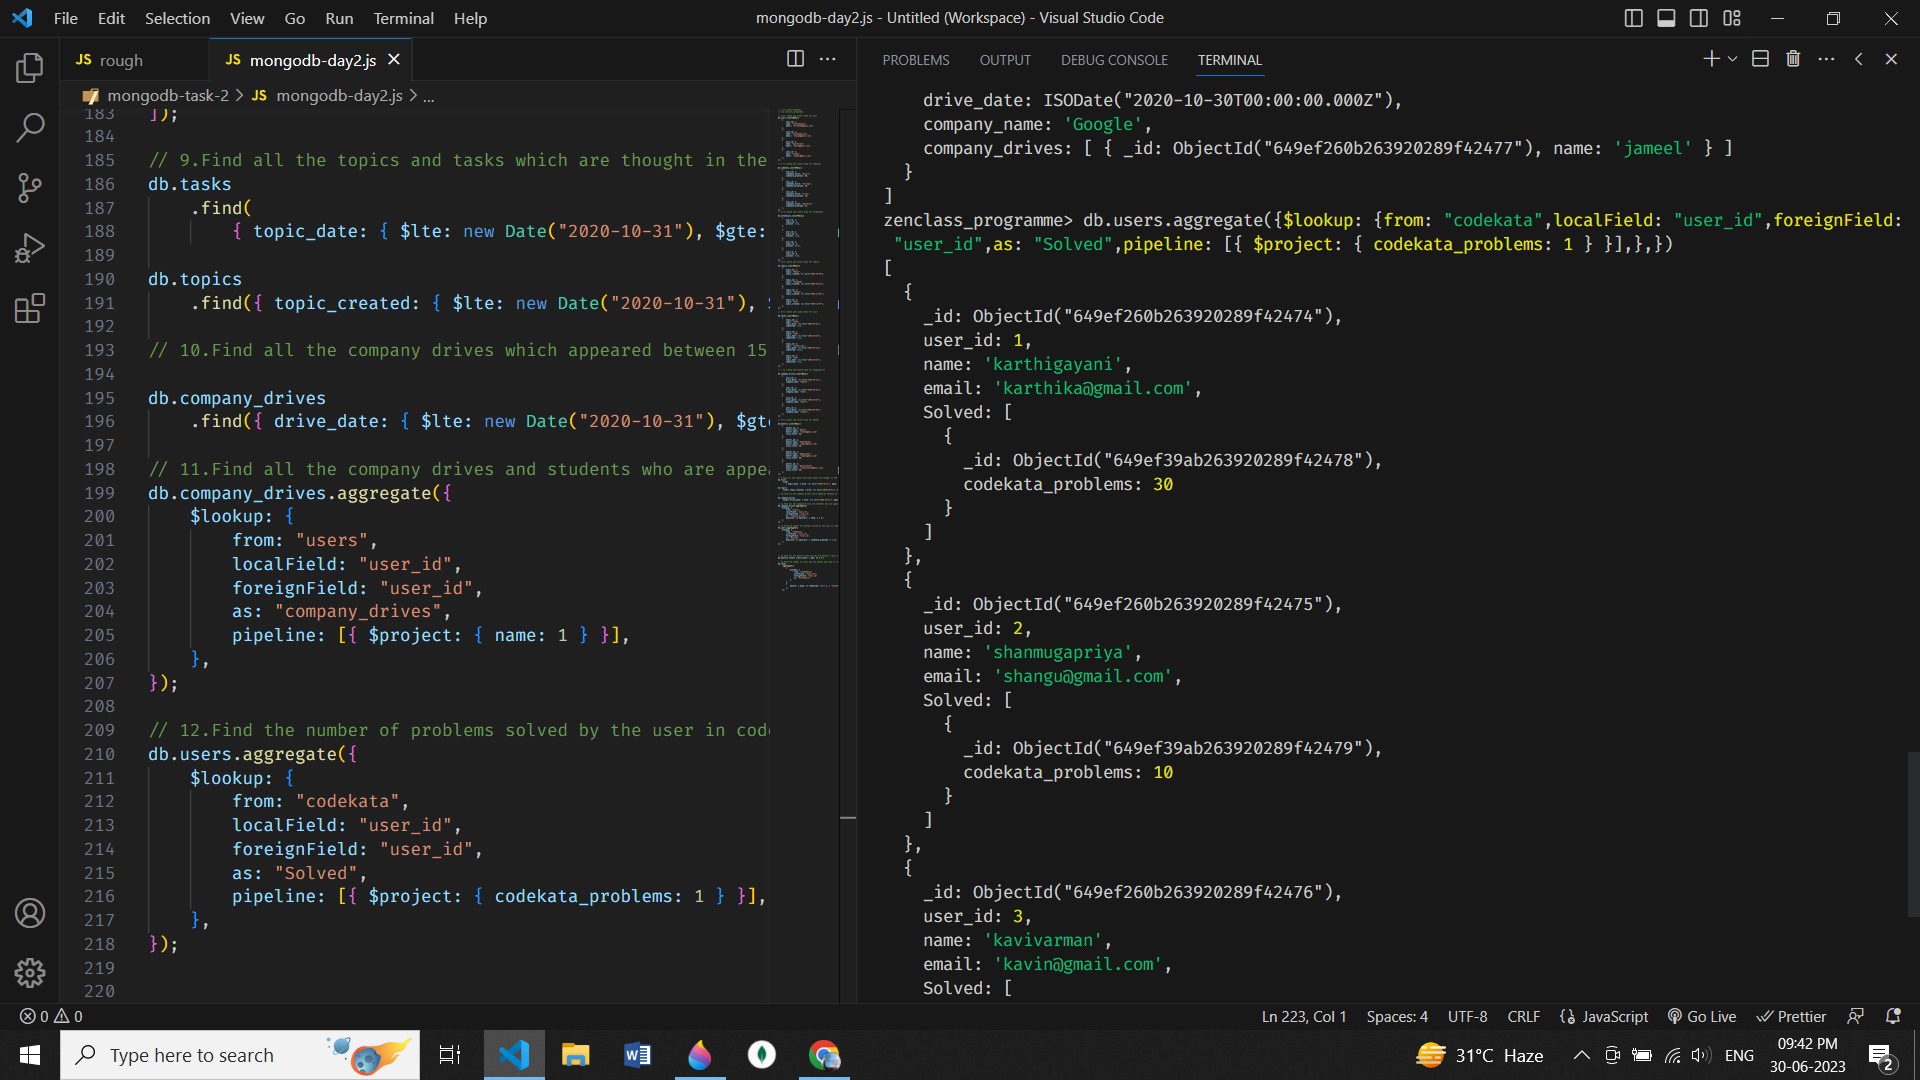 File Edit Selection View Go Run Terminal Help
mongodb-day2.js - Untitled (Workspace) - Visual Studio Code
JS rough
JS mongodb-day2.js
mongodb-task-2 > JS mongodb-day2.js > ...
183 ]);
184
185 // 9.Find all the topics and tasks which are thought in the
186 db.tasks
187 .find(
188 { topic_date: { $lte: new Date("2020-10-31"), $gte:
189
190 db.topics
191 .find({ topic_created: { $lte: new Date("2020-10-31"),
192
193 // 10.Find all the company drives which appeared between 15
194
195 db.company_drives
196 .find({ drive_date: { $lte: new Date("2020-10-31"), $gt
197
198 // 11.Find all the company drives and students who are appe
199 db.company_drives.aggregate({
200 $lookup: {
201 from: "users",
202 localField: "user_id",
203 foreignField: "user_id",
204 as: "company_drives",
205 pipeline: [{ $project: { name: 1 } }],
206 },
207 });
208
209 // 12.Find the number of problems solved by the user in cod
210 db.users.aggregate({
211 $lookup: {
212 from: "codekata",
213 localField: "user_id",
214 foreignField: "user_id",
215 as: "Solved",
216 pipeline: [{ $project: { codekata_problems: 1 } }],
217 },
218 });
219
220
PROBLEMS OUTPUT DEBUG CONSOLE TERMINAL
drive_date: ISODate("2020-10-30T00:00:00.000Z"),
company_name: 'Google',
company_drives: [ { _id: ObjectId("649ef260b263920289f42477"), name: 'jameel' } ]
}
]
zenclass_programme> db.users.aggregate({$lookup: {from: "codekata",localField: "user_id",foreignField:
"user_id",as: "Solved",pipeline: [{ $project: { codekata_problems: 1 } }],},})
[
{
_id: ObjectId("649ef260b263920289f42474"),
user_id: 1,
name: 'karthigayani',
email: 'karthika@gmail.com',
Solved: [
{
_id: ObjectId("649ef39ab263920289f42478"),
codekata_problems: 30
}
]
},
{
_id: ObjectId("649ef260b263920289f42475"),
user_id: 2,
name: 'shanmugapriya',
email: 'shangu@gmail.com',
Solved: [
{
_id: ObjectId("649ef39ab263920289f42479"),
codekata_problems: 10
}
]
},
{
_id: ObjectId("649ef260b263920289f42476"),
user_id: 3,
name: 'kavivarman',
email: 'kavin@gmail.com',
Solved: [
0 0
Ln 223, Col 1 Spaces: 4 UTF-8 CRLF JavaScript Go Live Prettier
Type here to search
31°C Haze
ENG
09:42 PM
30-06-2023
2